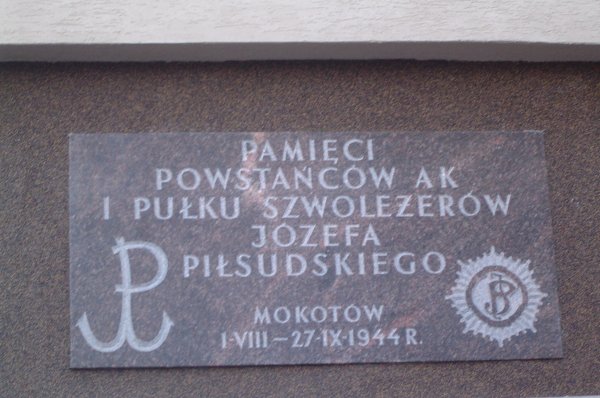 PAMIĘCI
POWSTAŃCÓW AK
I PUŁKU SZWOLEŻERÓW
JÓZEFA
PIŁSUDSKIEGO
MOKOTÓW
1·VIII–27·IX·1944 R.